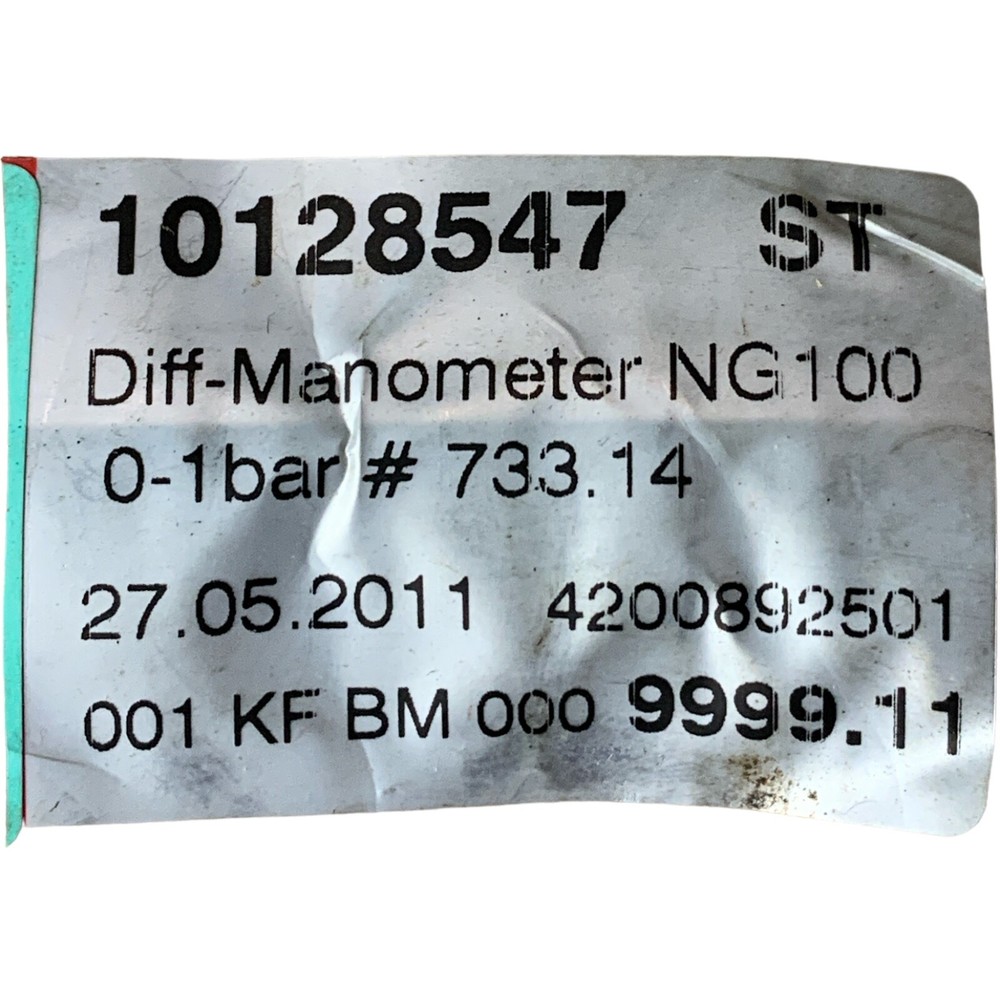 10128547 ST
Diff-Manometer NG100
0-1bar # 733.14
27.05.2011 4200892501
001 KF BM 000 9999.11